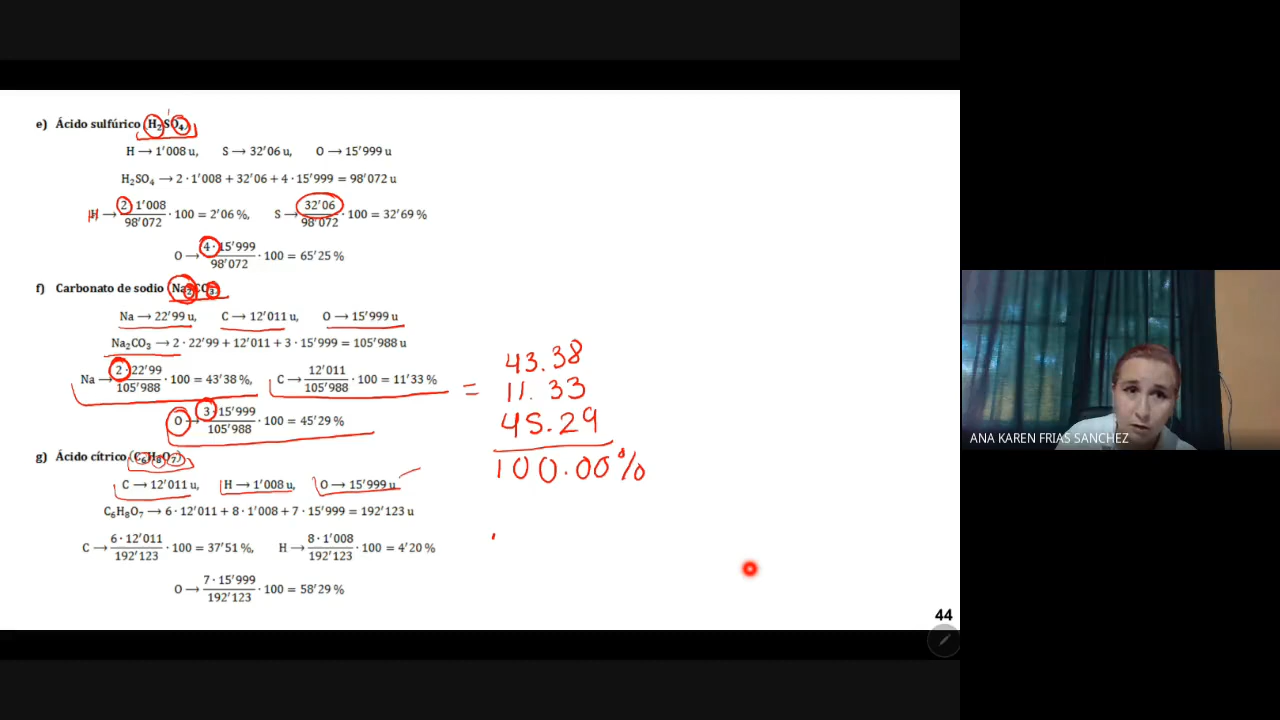 e) Ácido sulfúrico (H₂SO₄)
H → 1'008 u, S → 32'06 u, O → 15'999 u
H₂SO₄ → 2 · 1'008 + 32'06 + 4 · 15'999 = 98'072 u
H → 2 · 1'008 / 98'072 · 100 = 2'06 %, S → 32'06 / 98'072 · 100 = 32'69 %
O → 4 · 15'999 / 98'072 · 100 = 65'25 %
f) Carbonato de sodio (Na₂CO₃)
Na → 22'99 u, C → 12'011 u, O → 15'999 u
Na₂CO₃ → 2 · 22'99 + 12'011 + 3 · 15'999 = 105'988 u
Na → 2 · 22'99 / 105'988 · 100 = 43'38 %, C → 12'011 / 105'988 · 100 = 11'33 %
O → 3 · 15'999 / 105'988 · 100 = 45'29 %
43.38
= 11.33
45.29
100.00%
g) Ácido cítrico (C₆H₈O₇)
C → 12'011 u, H → 1'008 u, O → 15'999 u
C₆H₈O₇ → 6 · 12'011 + 8 · 1'008 + 7 · 15'999 = 192'123 u
C → 6 · 12'011 / 192'123 · 100 = 37'51 %, H → 8 · 1'008 / 192'123 · 100 = 4'20 %
O → 7 · 15'999 / 192'123 · 100 = 58'29 %
44
ANA KAREN FRIAS SANCHEZ